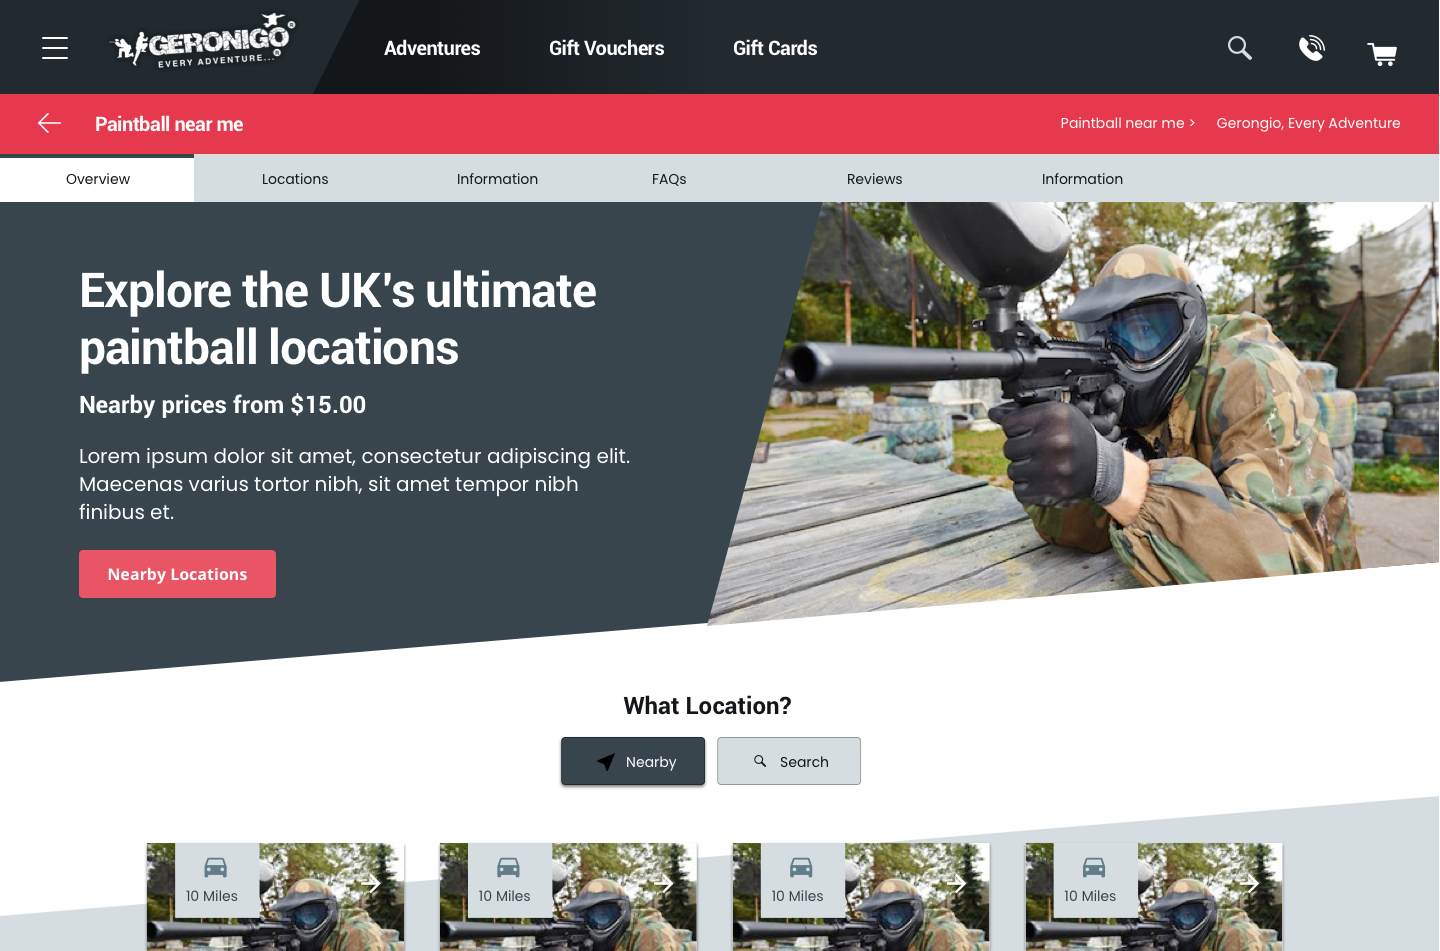 GERONIGO®
EVERY ADVENTURE...
Adventures
Gift Vouchers
Gift Cards
Paintball near me
Paintball near me >
Gerongio, Every Adventure
Overview
Locations
Information
FAQs
Reviews
Information
Explore the UK's ultimate
paintball locations
Nearby prices from $15.00
Lorem ipsum dolor sit amet, consectetur adipiscing elit.
Maecenas varius tortor nibh, sit amet tempor nibh
finibus et.
Nearby Locations
What Location?
Nearby
Search
10 Miles
10 Miles
10 Miles
10 Miles